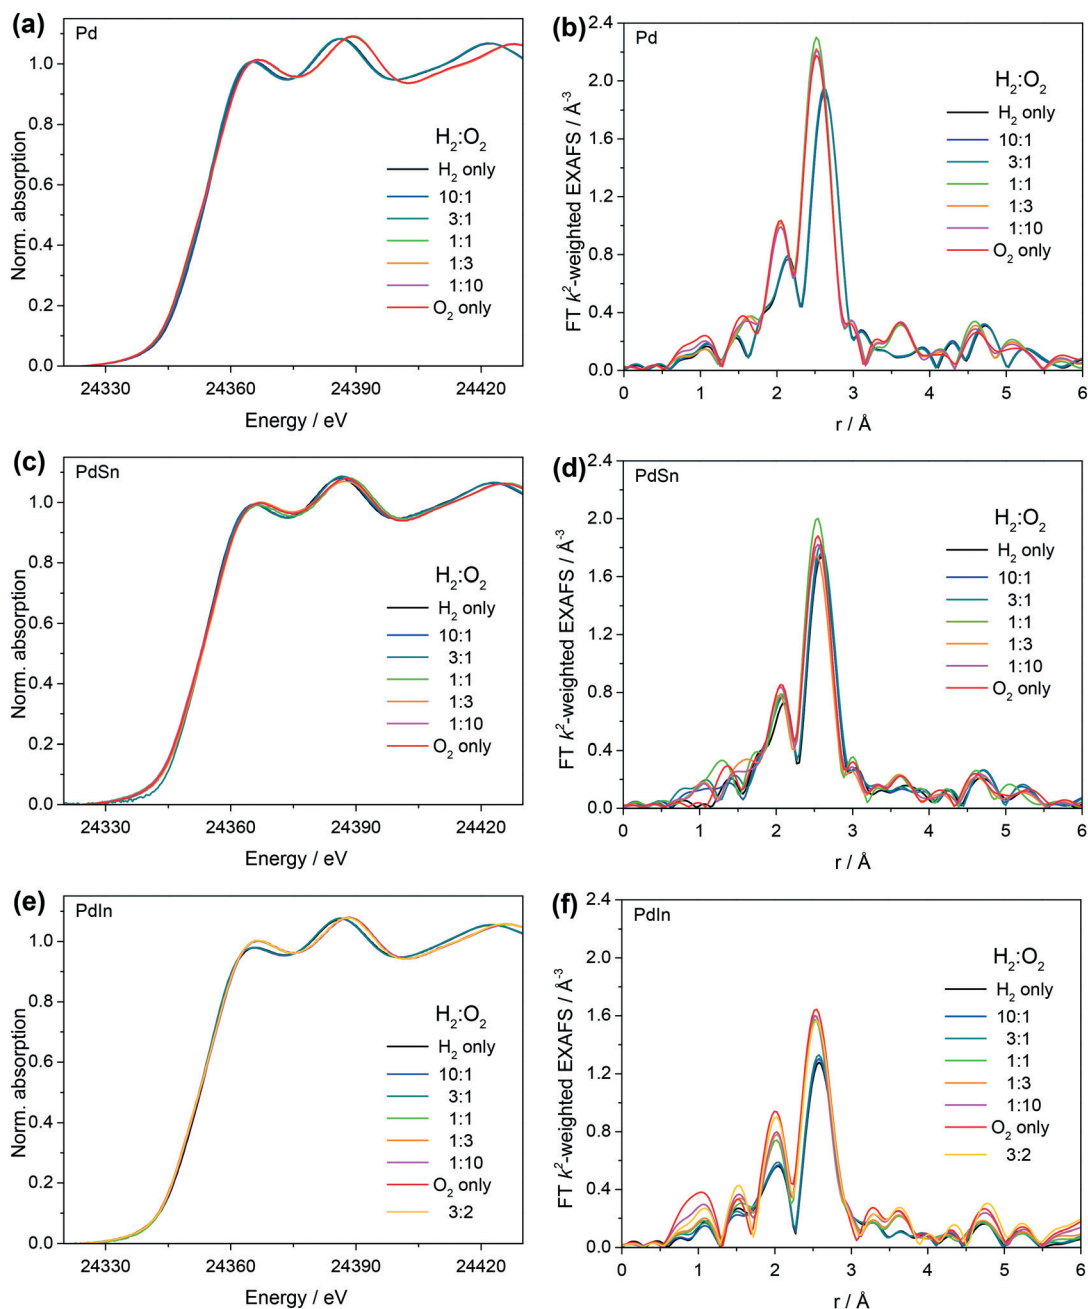 (a)
Pd
Norm. absorption
1.0
0.8
0.6
0.4
0.2
0.0
H₂:O₂
H₂ only
10:1
3:1
1:1
1:3
1:10
O₂ only
24330 24360 24390 24420
Energy / eV
(b)
Pd
FT k²-weighted EXAFS / Å⁻³
2.4
2.0
1.6
1.2
0.8
0.4
0.0
H₂:O₂
H₂ only
10:1
3:1
1:1
1:3
1:10
O₂ only
0 1 2 3 4 5 6
r / Å
(c)
PdSn
Norm. absorption
1.0
0.8
0.6
0.4
0.2
0.0
H₂:O₂
H₂ only
10:1
3:1
1:1
1:3
1:10
O₂ only
24330 24360 24390 24420
Energy / eV
(d)
PdSn
FT k²-weighted EXAFS / Å⁻³
2.4
2.0
1.6
1.2
0.8
0.4
0.0
H₂:O₂
H₂ only
10:1
3:1
1:1
1:3
1:10
O₂ only
0 1 2 3 4 5 6
r / Å
(e)
PdIn
Norm. absorption
1.0
0.8
0.6
0.4
0.2
0.0
H₂:O₂
H₂ only
10:1
3:1
1:1
1:3
1:10
O₂ only
3:2
24330 24360 24390 24420
Energy / eV
(f)
PdIn
FT k²-weighted EXAFS / Å⁻³
2.4
2.0
1.6
1.2
0.8
0.4
0.0
H₂:O₂
H₂ only
10:1
3:1
1:1
1:3
1:10
O₂ only
3:2
0 1 2 3 4 5 6
r / Å